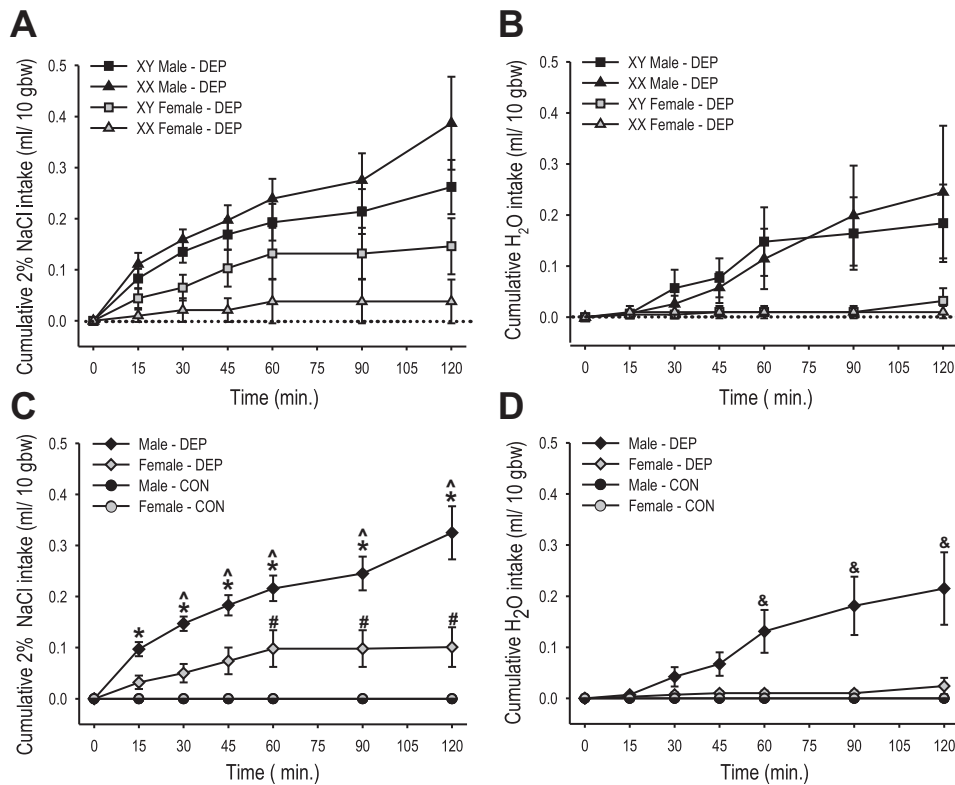 A
Cumulative 2% NaCl intake (ml/ 10 gbw)
0.5
0.4
0.3
0.2
0.1
0.0
XY Male - DEP
XX Male - DEP
XY Female - DEP
XX Female - DEP
0 15 30 45 60 75 90 105 120
Time (min.)
B
Cumulative H2O intake (ml/ 10 gbw)
0.5
0.4
0.3
0.2
0.1
0.0
XY Male - DEP
XX Male - DEP
XY Female - DEP
XX Female - DEP
0 15 30 45 60 75 90 105 120
Time ( min.)
C
Cumulative 2% NaCl intake (ml/ 10 gbw)
0.5
0.4
0.3
0.2
0.1
0.0
Male - DEP
Female - DEP
Male - CON
Female - CON
^ ^ ^ ^ ^
* * * * * *
# # #
0 15 30 45 60 75 90 105 120
Time ( min.)
D
Cumulative H2O intake (ml/ 10 gbw)
0.5
0.4
0.3
0.2
0.1
0.0
Male - DEP
Female - DEP
Male - CON
Female - CON
& & &
0 15 30 45 60 75 90 105 120
Time (min.)